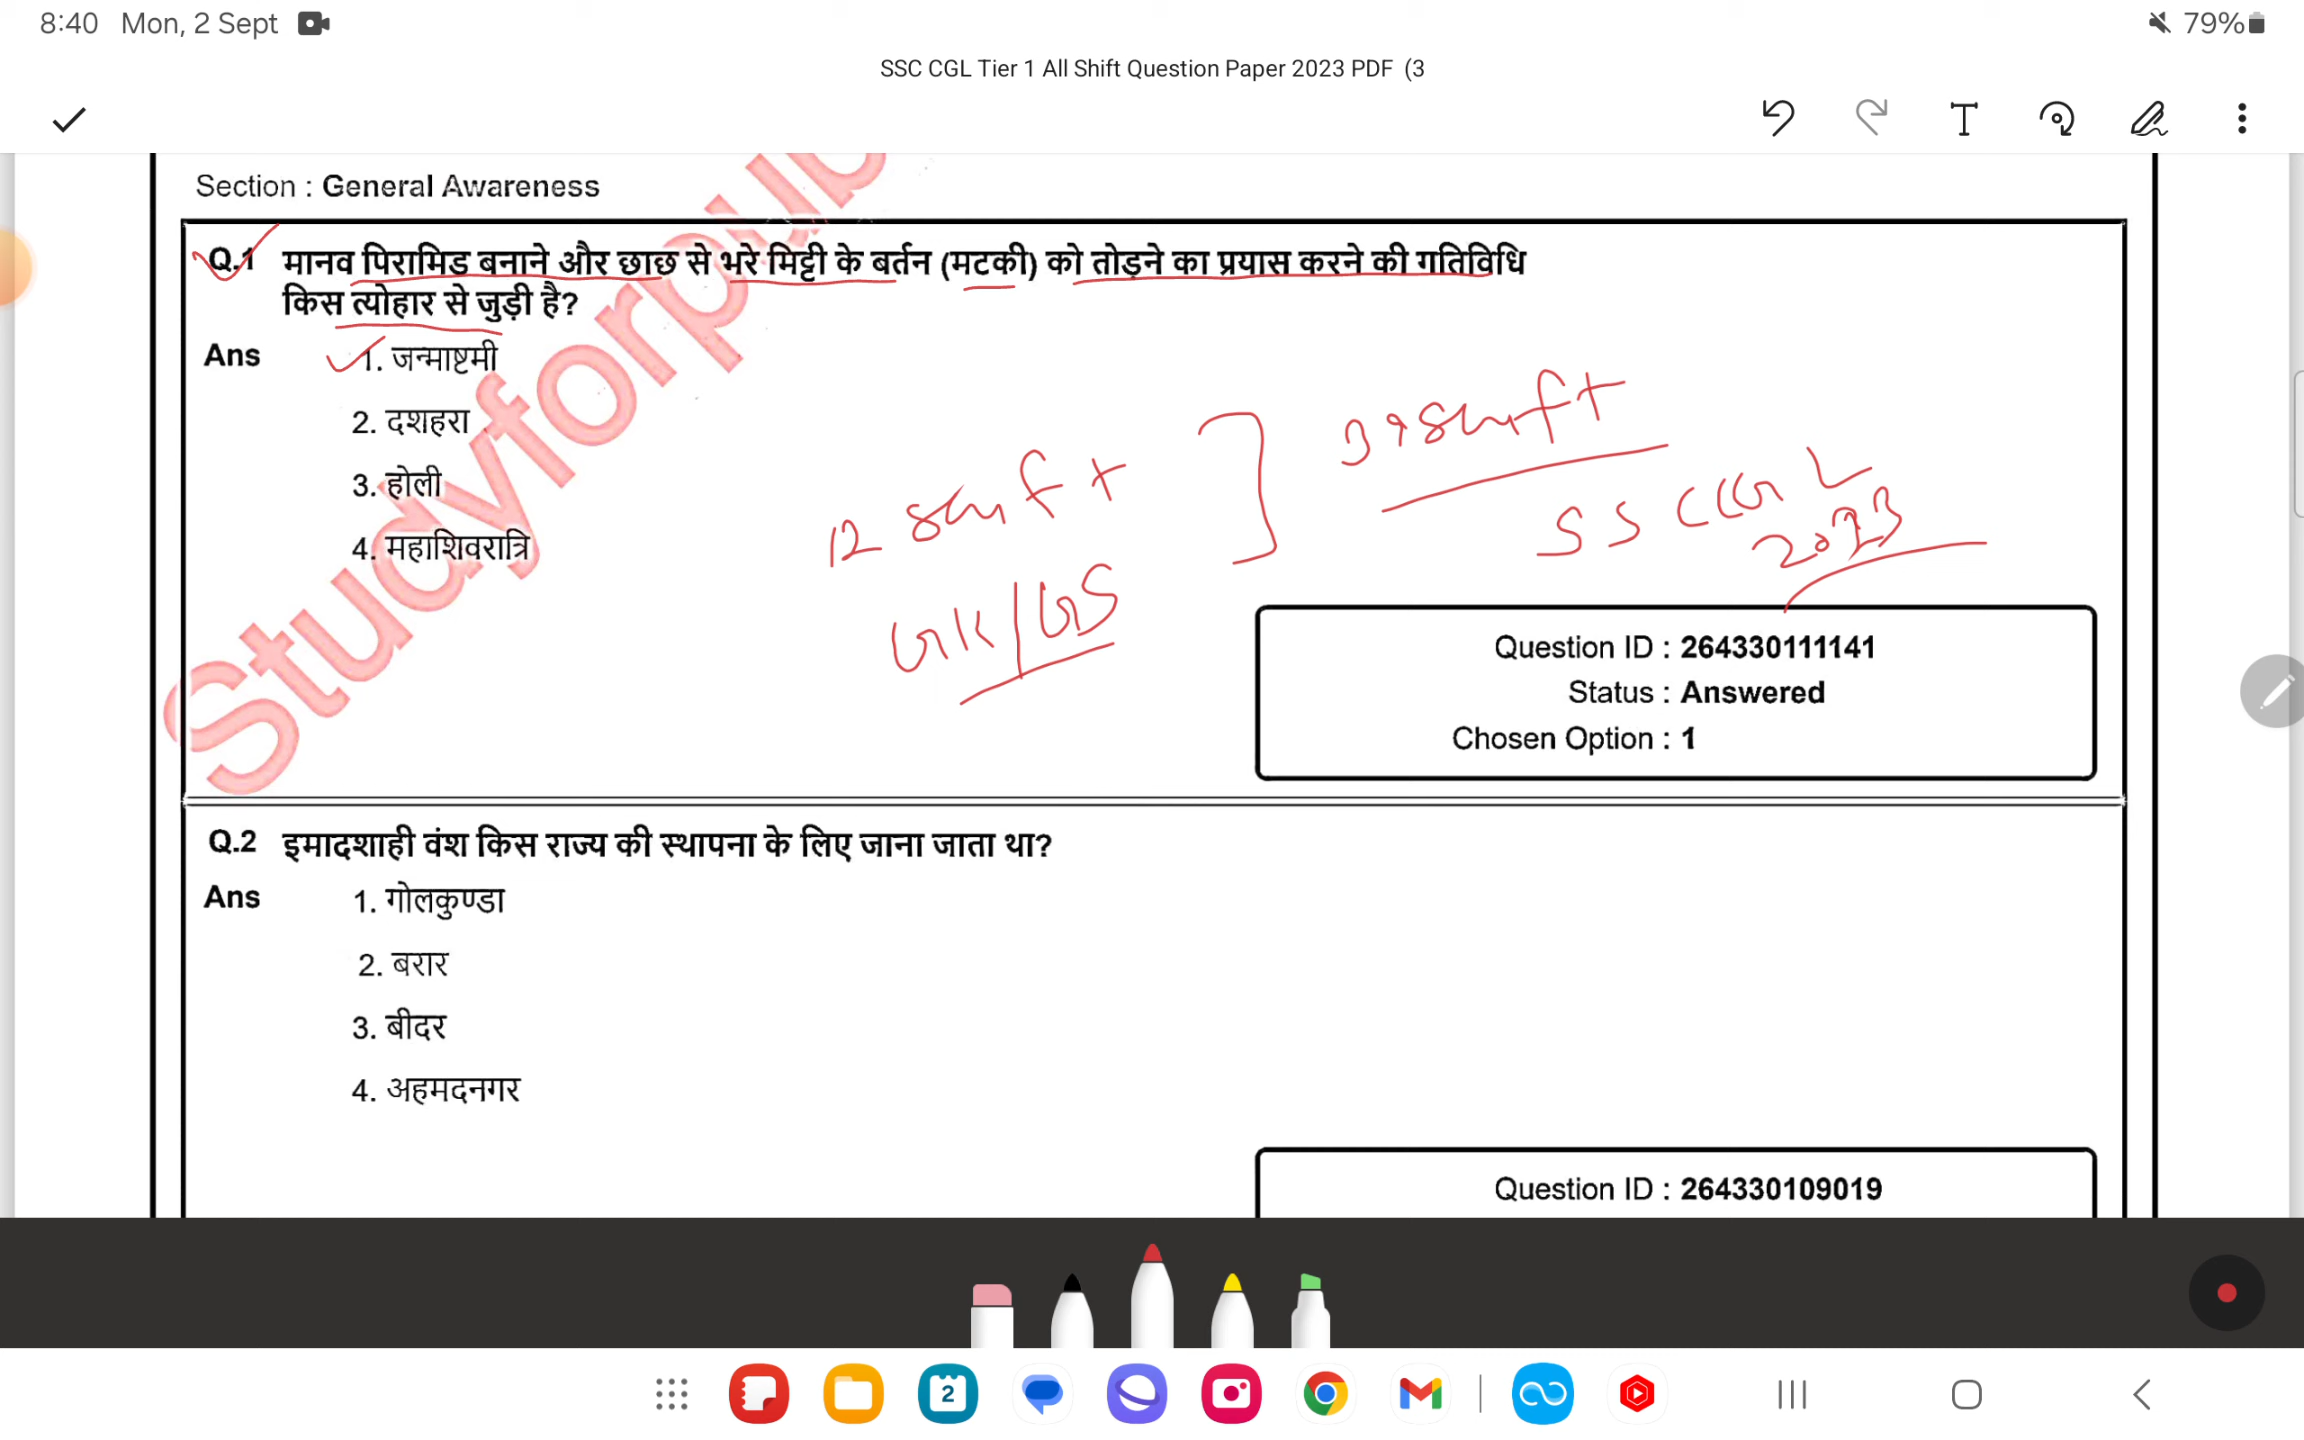 8:40 Mon, 2 Sept 79%
SSC CGL Tier 1 All Shift Question Paper 2023 PDF (3
T
Section : General Awareness
Q.1 मानव पिरामिड बनाने और छाछ से भरे मिट्टी के बर्तन (मटकी) को तोड़ने का प्रयास करने की गतिविधि
किस त्योहार से जुड़ी है?
Ans 1. जन्माष्टमी
2. दशहरा
3. होली
4. महाशिवरात्रि
Studyforpub
12 shift
GK/GS
shift
SSC CGL
2023
Question ID : 264330111141
Status : Answered
Chosen Option : 1
Q.2 इमादशाही वंश किस राज्य की स्थापना के लिए जाना जाता था?
Ans 1. गोलकुण्डा
2. बरार
3. बीदर
4. अहमदनगर
Question ID : 264330109019
2